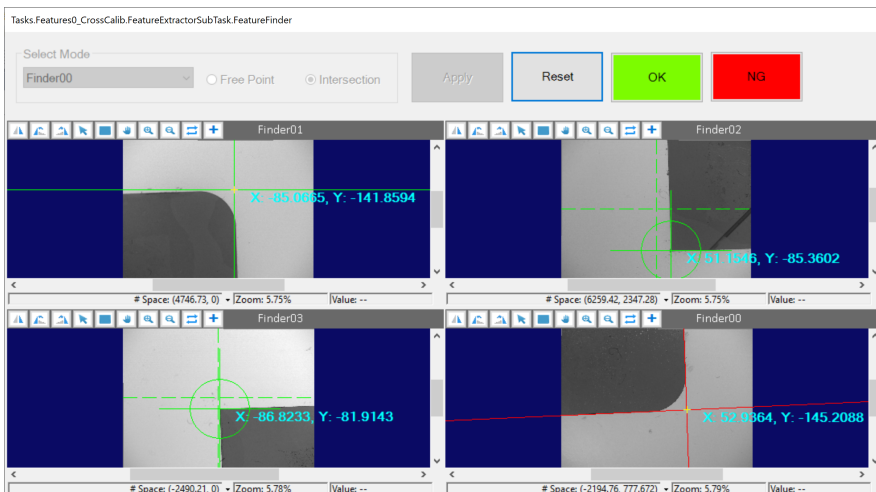 Tasks.Features0_CrossCalib.FeatureExtractorSubTask.FeatureFinder
Select Mode
Finder00
Free Point
Intersection
Apply
Reset
OK
NG
Finder01
X: -85.0665, Y: -141.8594
# Space: (4746.73, 0)
Zoom: 5.75%
Value: --
Finder02
X: 51.1546, Y: -85.3602
# Space: (6259.42, 2347.28)
Zoom: 5.75%
Value: --
Finder03
X: -86.8233, Y: -81.9143
# Space: (-2490.21, 0)
Zoom: 5.78%
Value: --
Finder00
X: 52.9364, Y: -145.2088
# Space: (-2194.76, 777.672)
Zoom: 5.79%
Value: --